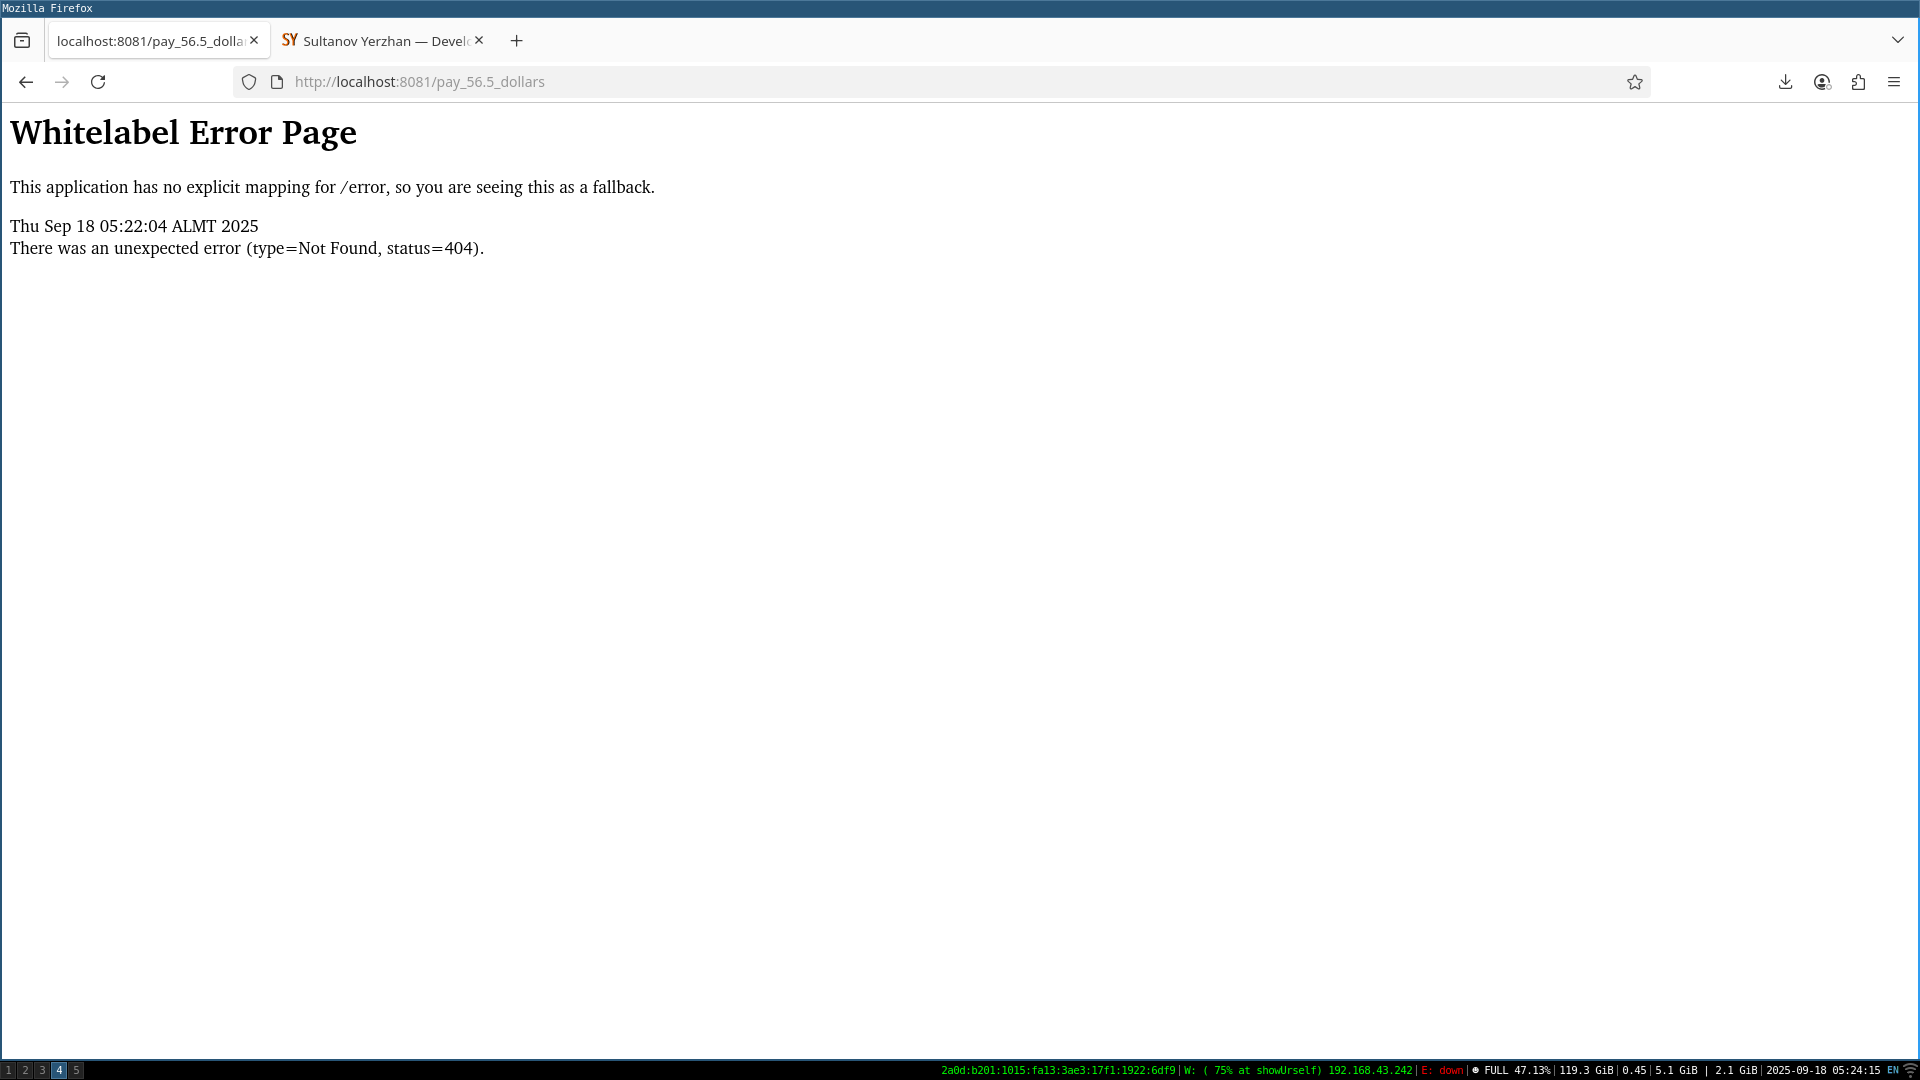 Mozilla Firefox
localhost:8081/pay_56.5_dolla
Sultanov Yerzhan — Develo
http://localhost:8081/pay_56.5_dollars
Whitelabel Error Page
This application has no explicit mapping for /error, so you are seeing this as a fallback.
Thu Sep 18 05:22:04 ALMT 2025
There was an unexpected error (type=Not Found, status=404).
1 2 3 4 5 2a0d:b201:1015:fa13:3ae3:17f1:1922:6df9|W: ( 75% at showUrself) 192.168.43.242|E: down|☻ FULL 47.13%|119.3 GiB|0.45|5.1 GiB | 2.1 GiB|2025-09-18 05:24:15 EN